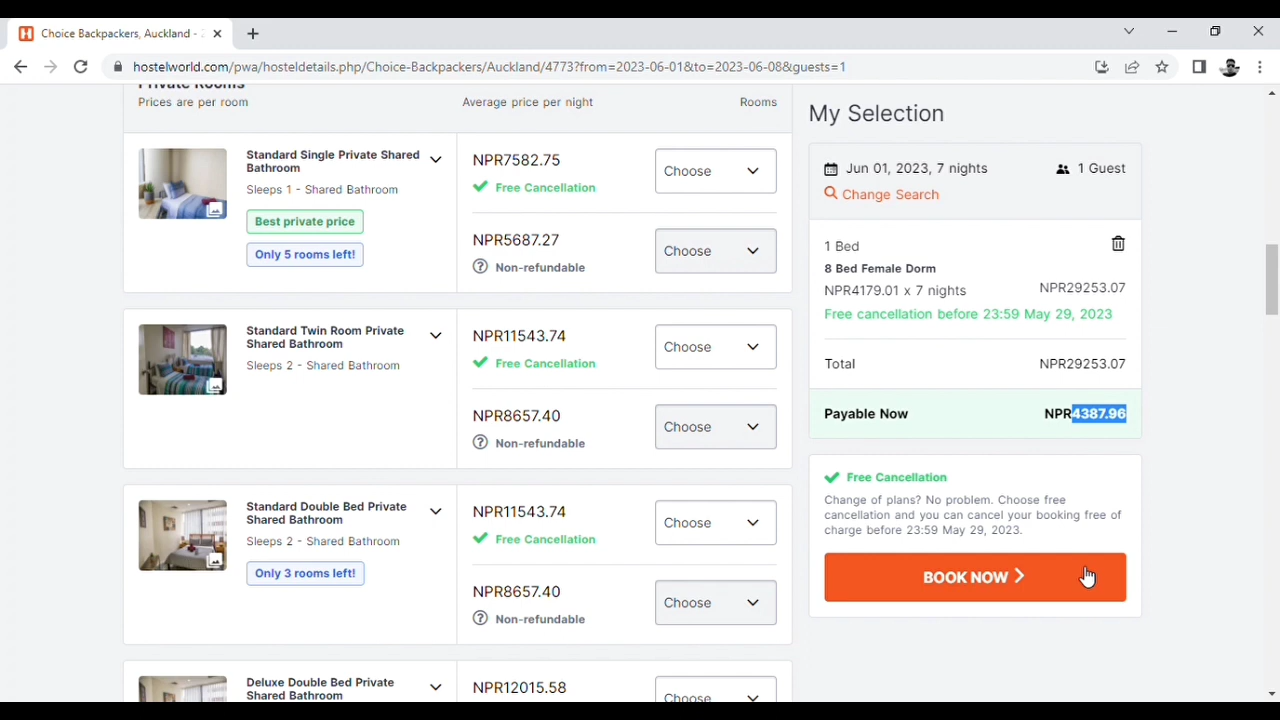 Choice Backpackers, Auckland -
hostelworld.com/pwa/hosteldetails.php/Choice-Backpackers/Auckland/4773?from=2023-06-01&to=2023-06-08&guests=1
Private Rooms
Prices are per room
Average price per night
Rooms
Standard Single Private Shared
Bathroom
Sleeps 1 - Shared Bathroom
Best private price
Only 5 rooms left!
NPR7582.75
Free Cancellation
Choose
NPR5687.27
Non-refundable
Choose
Standard Twin Room Private
Shared Bathroom
Sleeps 2 - Shared Bathroom
NPR11543.74
Free Cancellation
Choose
NPR8657.40
Non-refundable
Choose
Standard Double Bed Private
Shared Bathroom
Sleeps 2 - Shared Bathroom
Only 3 rooms left!
NPR11543.74
Free Cancellation
Choose
NPR8657.40
Non-refundable
Choose
Deluxe Double Bed Private
Shared Bathroom
NPR12015.58
Choose
My Selection
Jun 01, 2023, 7 nights
1 Guest
Change Search
1 Bed
8 Bed Female Dorm
NPR4179.01 x 7 nights
NPR29253.07
Free cancellation before 23:59 May 29, 2023
Total
NPR29253.07
Payable Now
NPR4387.96
Free Cancellation
Change of plans? No problem. Choose free
cancellation and you can cancel your booking free of
charge before 23:59 May 29, 2023.
BOOK NOW